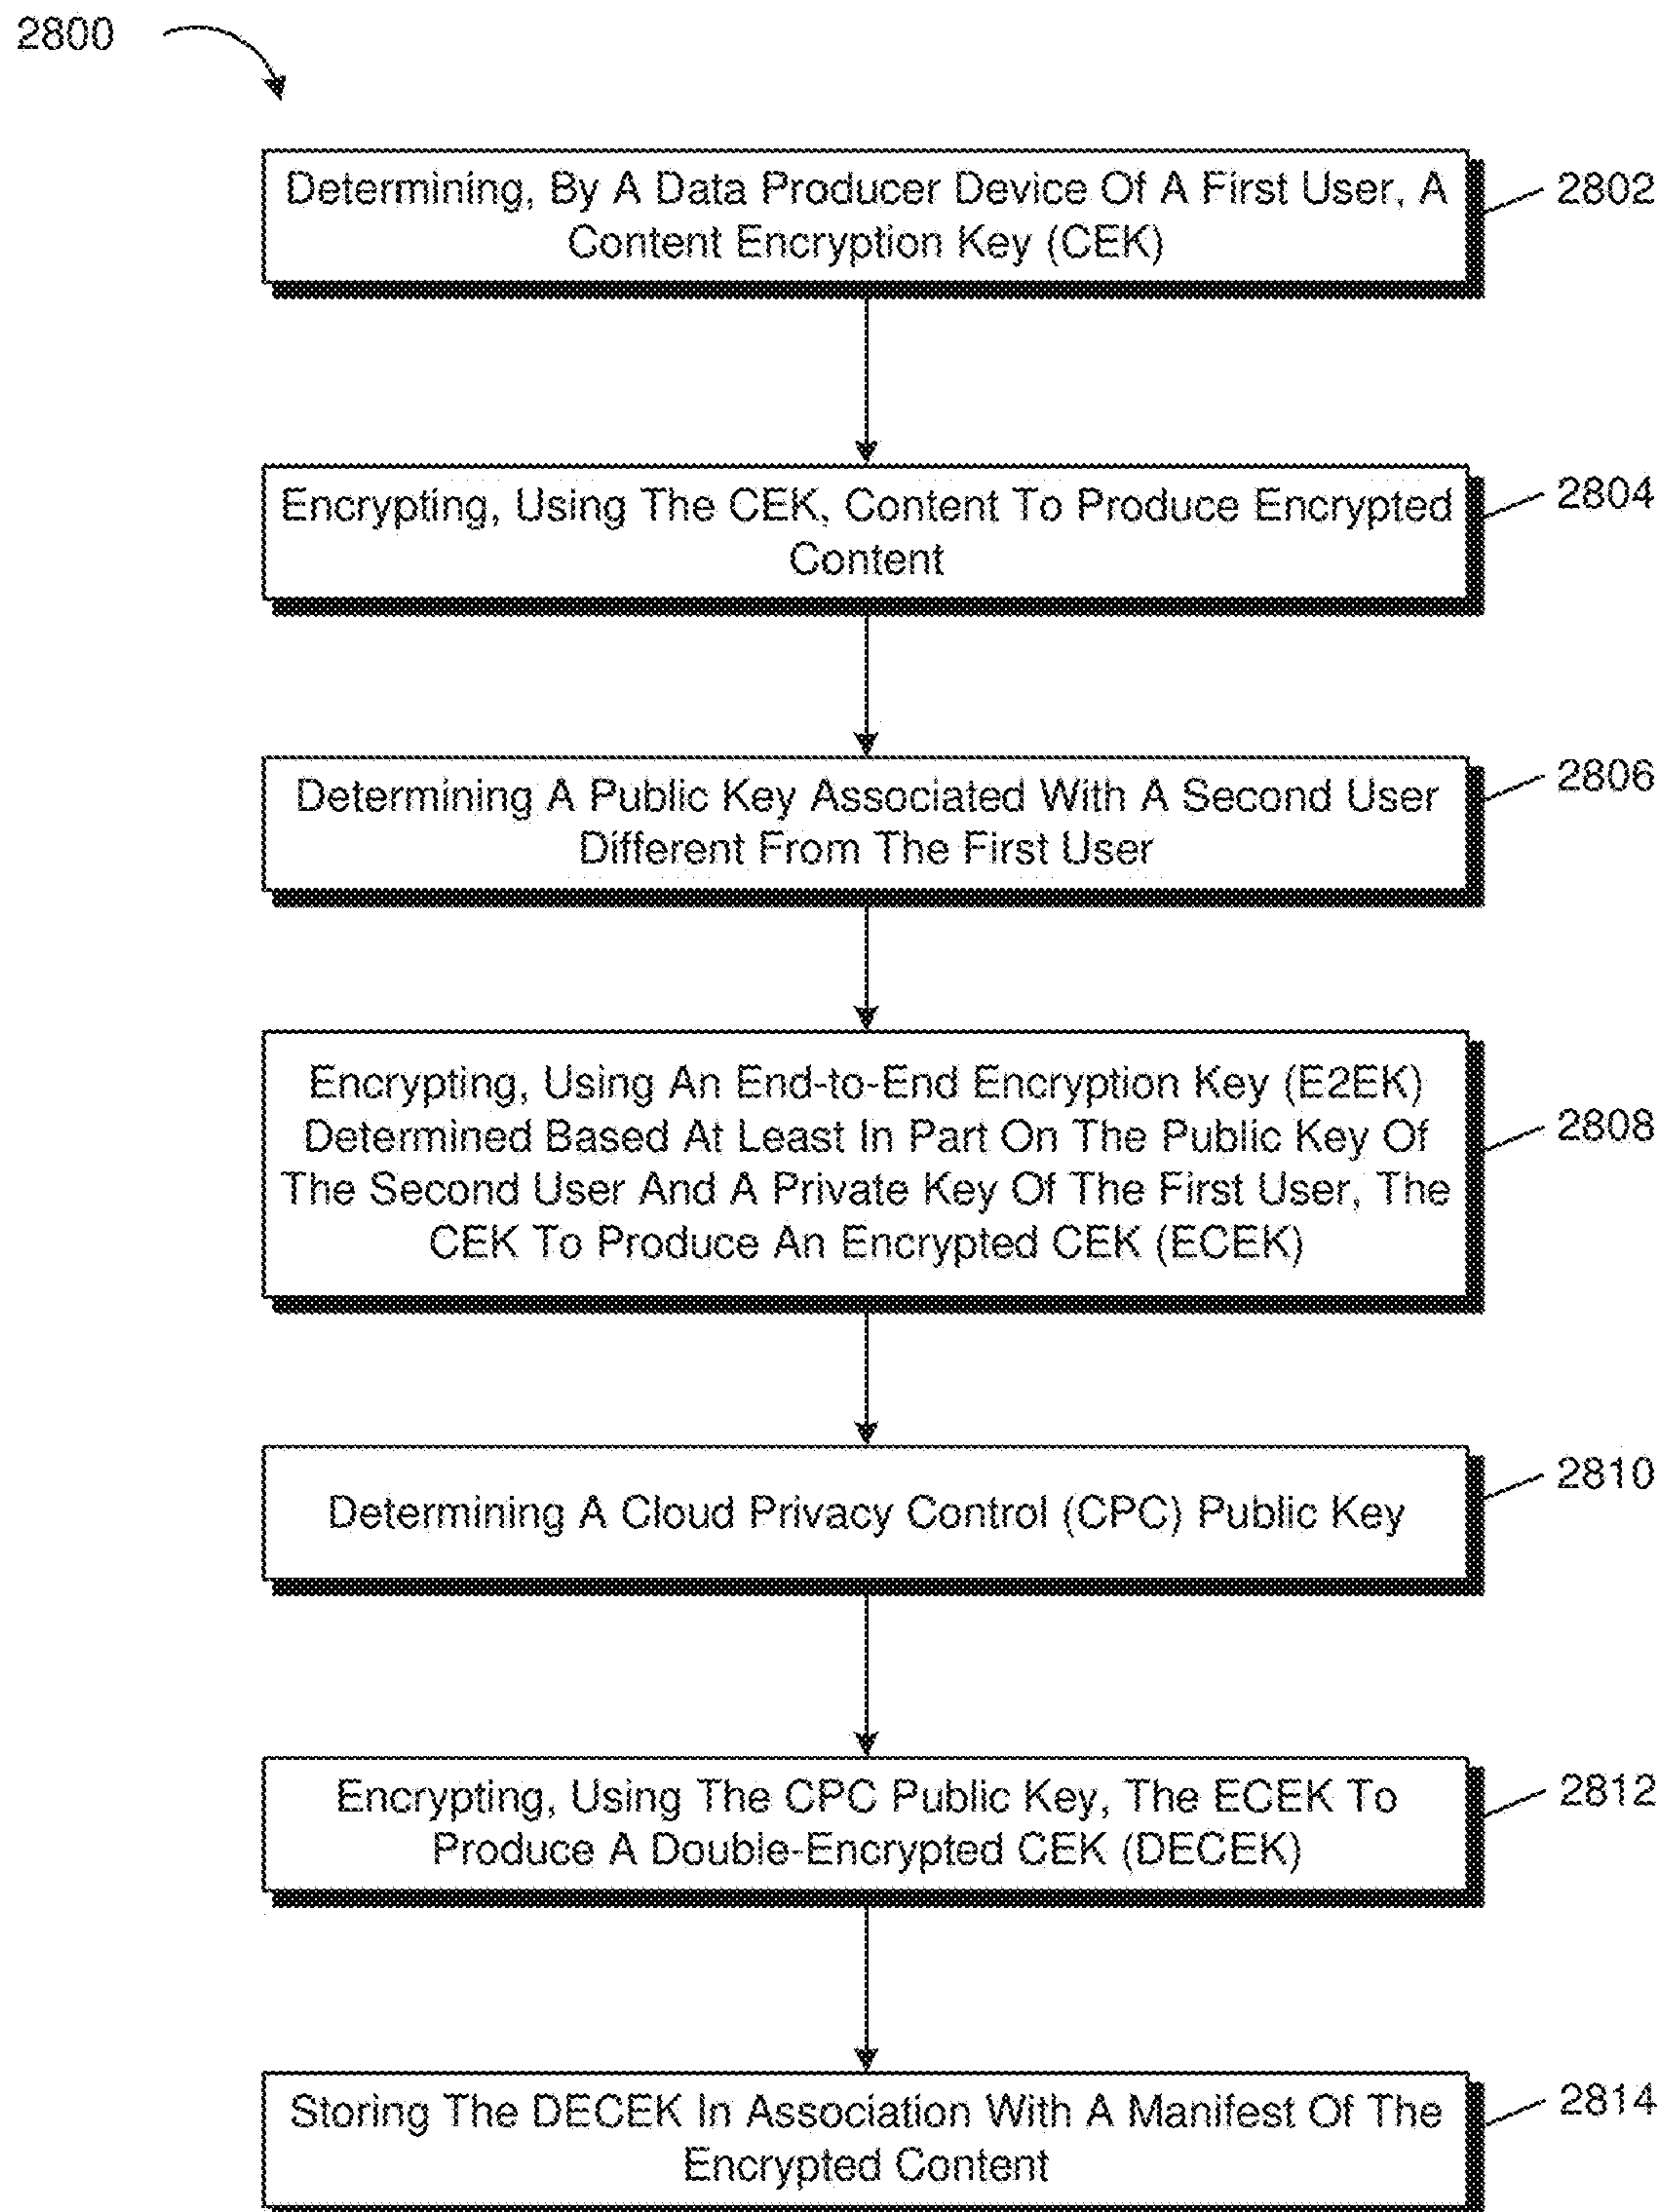 2800
Determining, By A Data Producer Device Of A First User, A
Content Encryption Key (CEK)
2802
Encrypting, Using The CEK, Content To Produce Encrypted
Content
2804
Determining A Public Key Associated With A Second User
Different From The First User
2806
Encrypting, Using An End-to-End Encryption Key (E2EK)
Determined Based At Least In Part On The Public Key Of
The Second User And A Private Key Of The First User, The
CEK To Produce An Encrypted CEK (ECEK)
2808
Determining A Cloud Privacy Control (CPC) Public Key
2810
Encrypting, Using The CPC Public Key, The ECEK To
Produce A Double-Encrypted CEK (DECEK)
2812
Storing The DECEK In Association With A Manifest Of The
Encrypted Content
2814